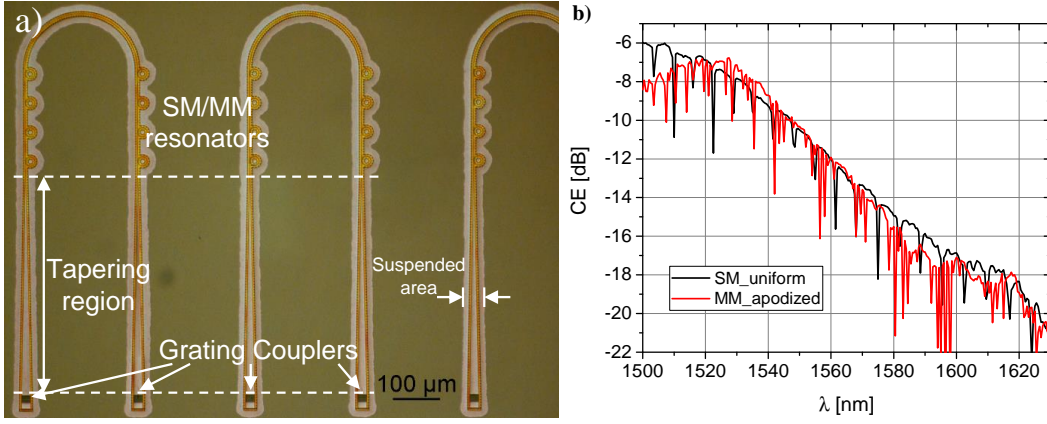 a)
SM/MM
resonators
Tapering
region
Suspended
area
Grating Couplers
100 µm
b)
CE [dB]
-6
-8
-10
-12
-14
-16
-18
-20
-22
SM_uniform
MM_apodized
1500 1520 1540 1560 1580 1600 1620
λ [nm]